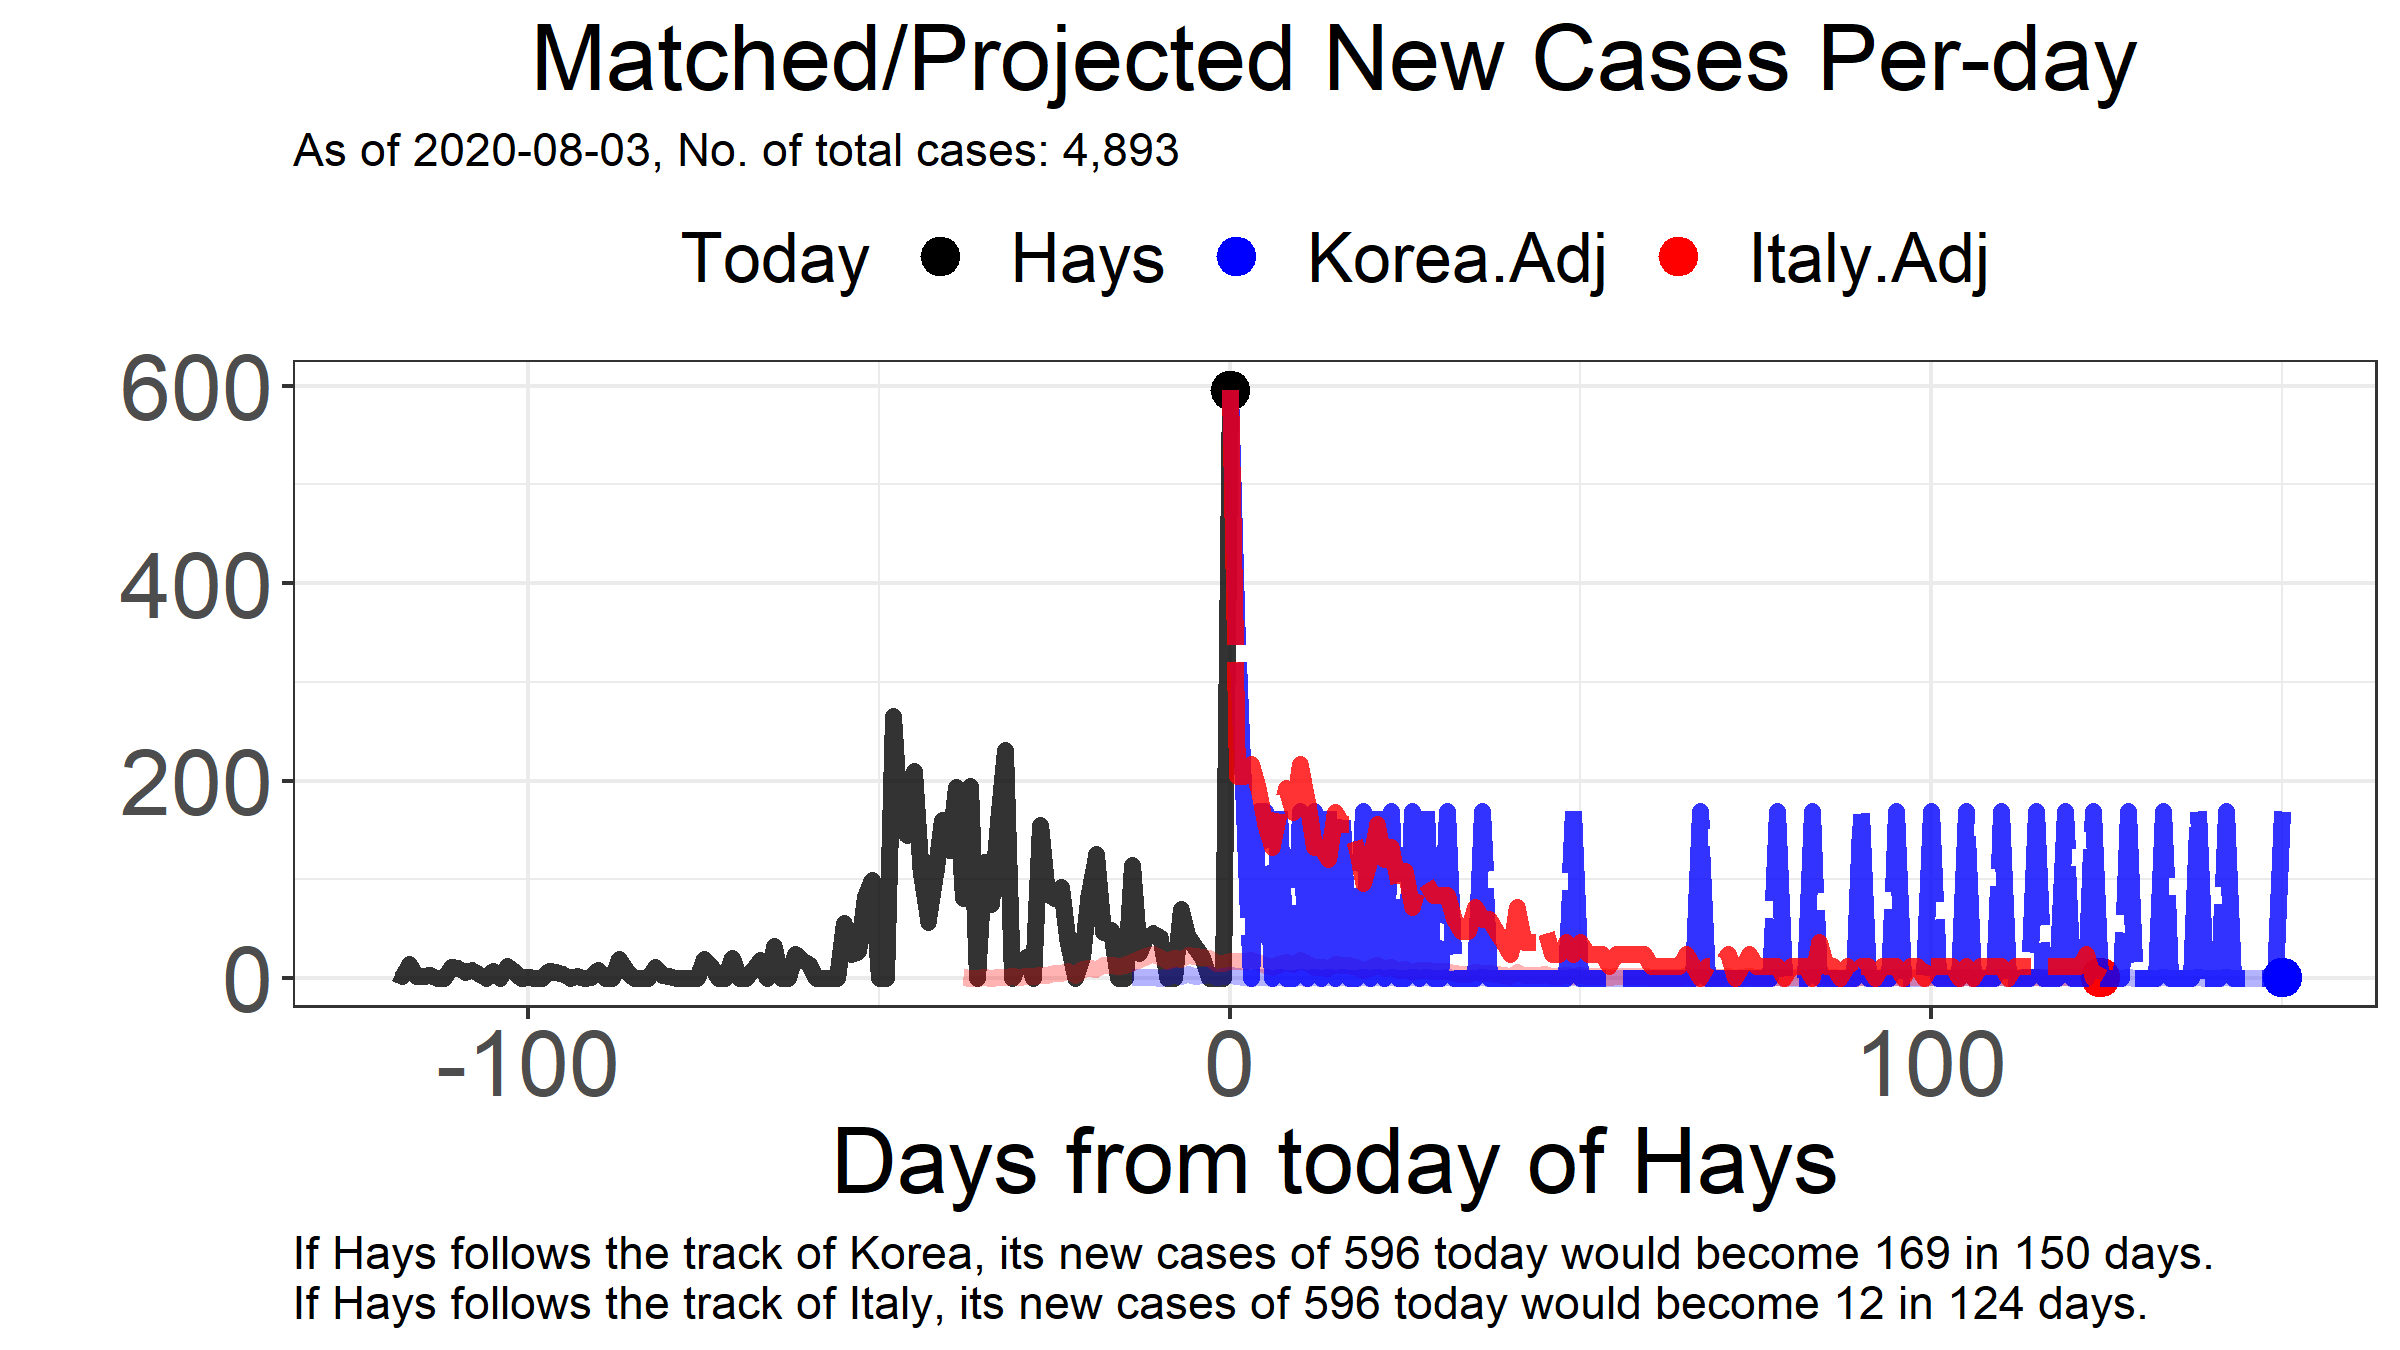 Matched/Projected New Cases Per-day
As of 2020-08-03, No. of total cases: 4,893
Today Hays Korea.Adj Italy.Adj
600
400
200
0
-100 0 100
Days from today of Hays
If Hays follows the track of Korea, its new cases of 596 today would become 169 in 150 days.
If Hays follows the track of Italy, its new cases of 596 today would become 12 in 124 days.